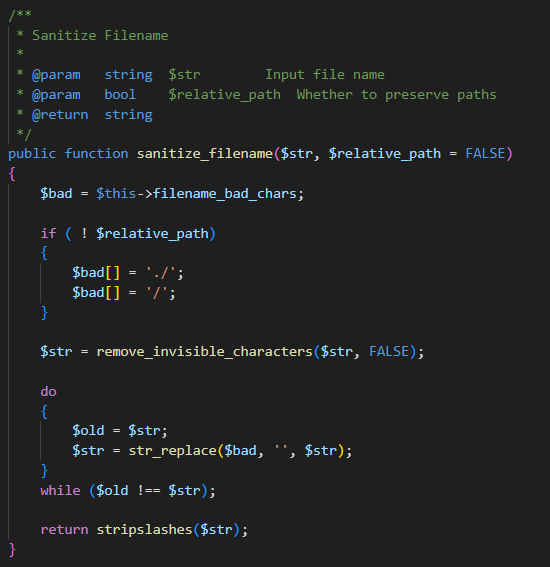 /**
 * Sanitize Filename
 *
 * @param   string  $str        Input file name
 * @param   bool    $relative_path  Whether to preserve paths
 * @return  string
 */
public function sanitize_filename($str, $relative_path = FALSE)
{
    $bad = $this->filename_bad_chars;

    if ( ! $relative_path)
    {
        $bad[] = './';
        $bad[] = '/';
    }

    $str = remove_invisible_characters($str, FALSE);

    do
    {
        $old = $str;
        $str = str_replace($bad, '', $str);
    }
    while ($old !== $str);

    return stripslashes($str);
}